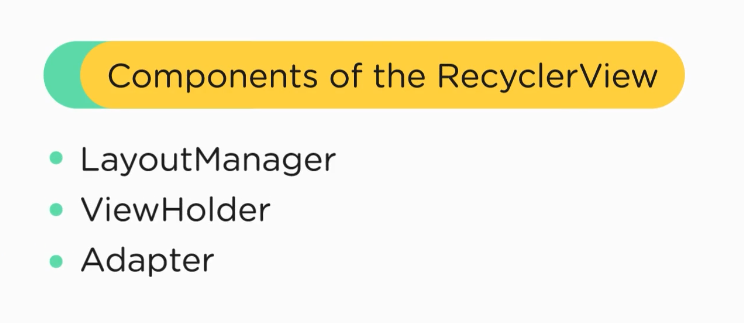 Components of the RecyclerView
LayoutManager
ViewHolder
Adapter